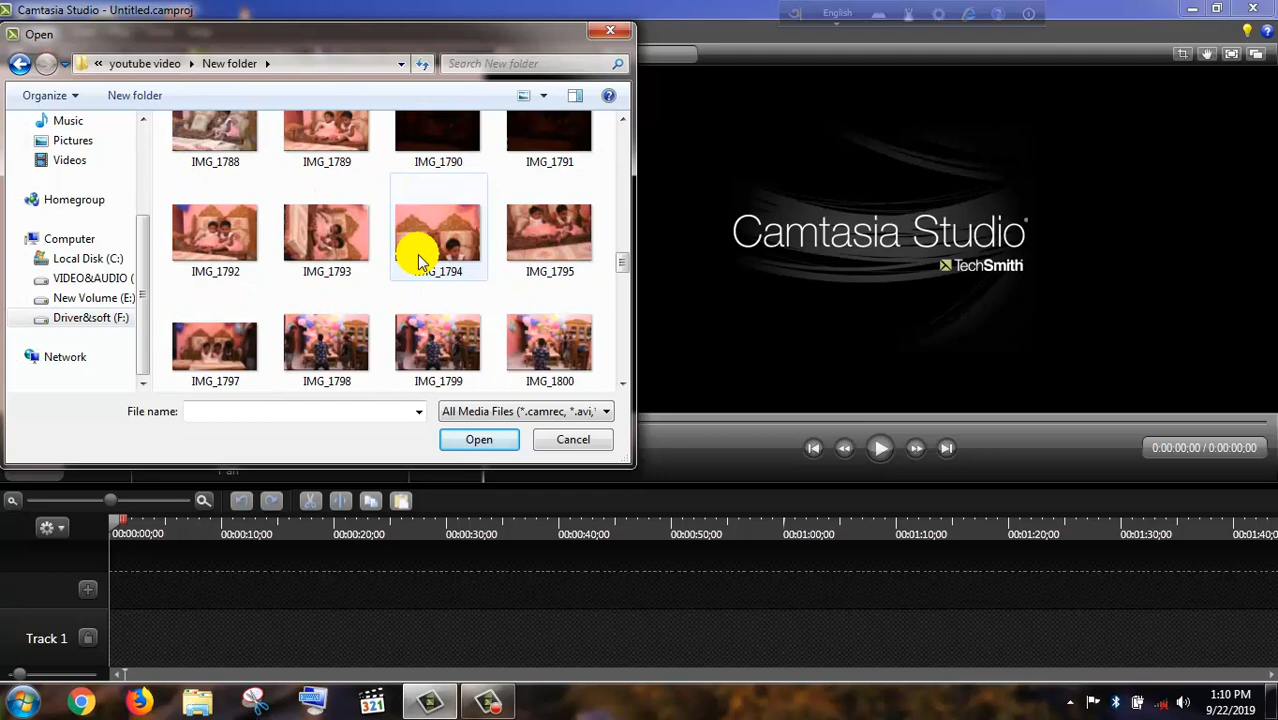 Camtasia Studio - Untitled.camproj
English
Open
youtube video
New folder
Search New folder
Organize
New folder
Music
Pictures
Videos
Homegroup
Computer
Local Disk (C:)
VIDEO&AUDIO (
New Volume (E:)
Driver&soft (F:)
Network
IMG_1788
IMG_1789
IMG_1790
IMG_1791
IMG_1792
IMG_1793
IMG_1794
IMG_1795
IMG_1797
IMG_1798
IMG_1799
IMG_1800
File name:
All Media Files (*.camrec, *.avi,
Open
Cancel
Camtasia Studio®
TechSmith
0:00:00;00 / 0:00:00;00
00:00:00;00
00:00:10;00
00:00:20;00
00:00:30;00
00:00:40;00
00:00:50;00
00:01:00;00
00:01:10;00
00:01:20;00
00:01:30;00
00:01:40;0
Track 1
321
1:10 PM
9/22/2019